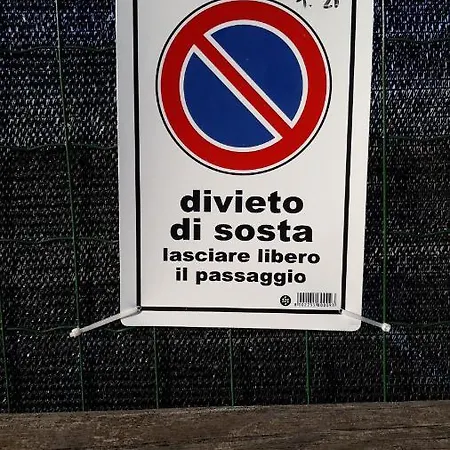 divieto
di sosta
lasciare libero
il passaggio